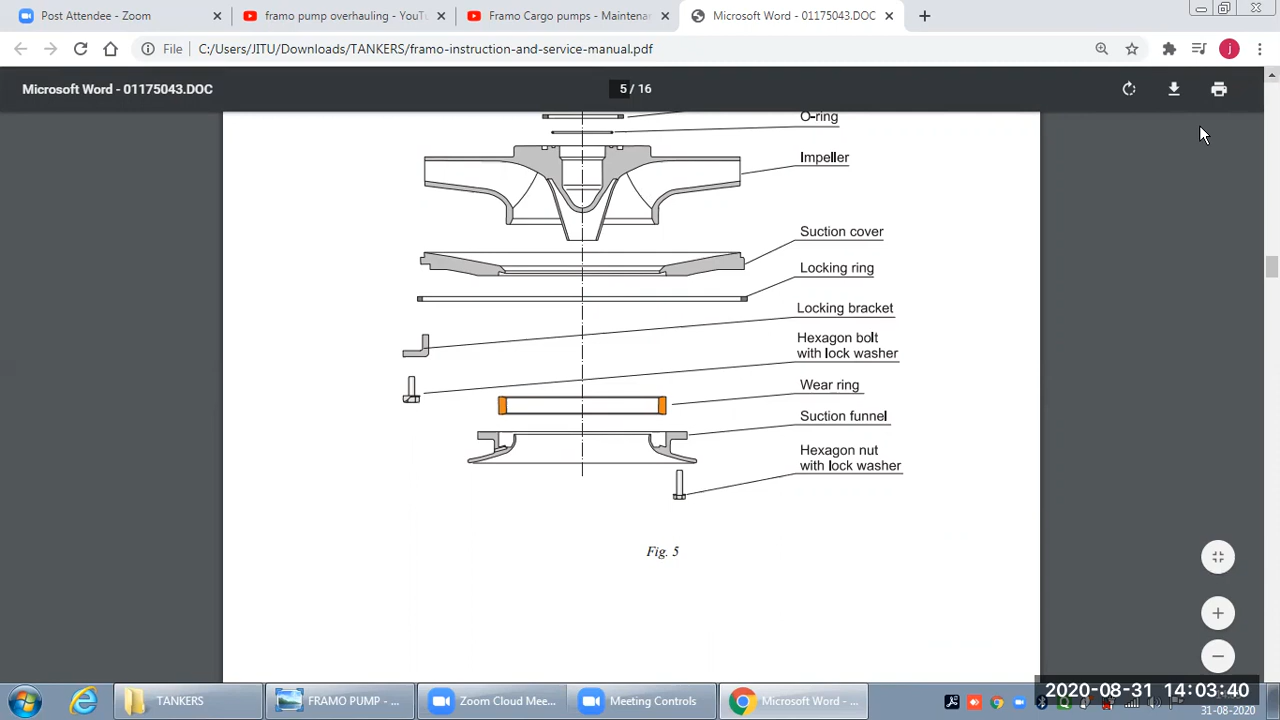 Post Attendee - Zoom
framo pump overhauling - YouTu
Framo Cargo pumps - Maintenan
Microsoft Word - 01175043.DOC
File
C:/Users/JITU/Downloads/TANKERS/framo-instruction-and-service-manual.pdf
j
Microsoft Word - 01175043.DOC
5 / 16
O-ring
Impeller
Suction cover
Locking ring
Locking bracket
Hexagon bolt
with lock washer
Wear ring
Suction funnel
Hexagon nut
with lock washer
Fig. 5
TANKERS
FRAMO PUMP - ...
Zoom Cloud Mee...
Meeting Controls
Microsoft Word - ...
2020-08-31 14:03:40
31-08-2020